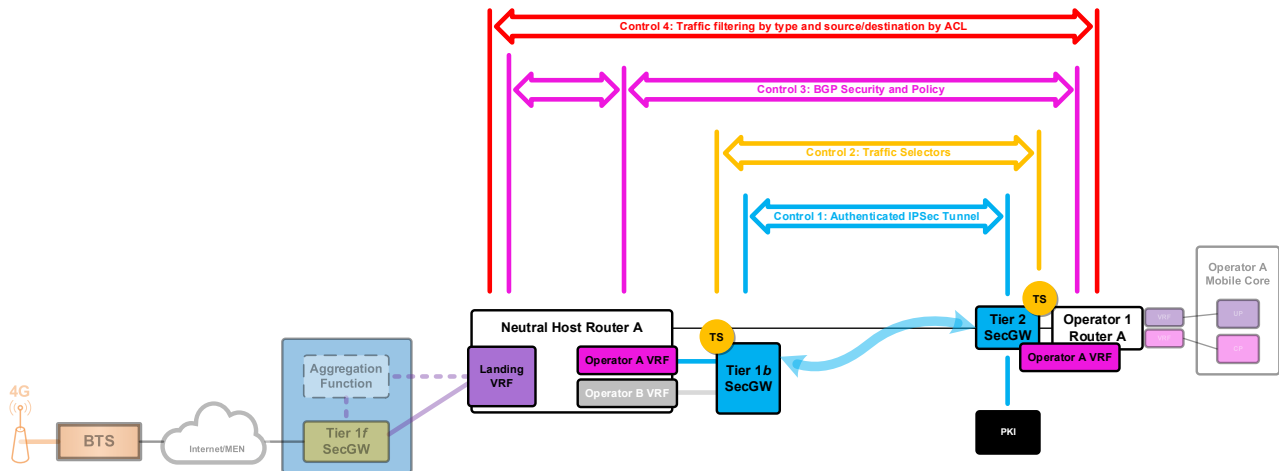 Control 4: Traffic filtering by type and source/destination by ACL
Control 3: BGP Security and Policy
Control 2: Traffic Selectors
Control 1: Authenticated IPSec Tunnel
Operator A
Mobile Core
TS
TS
Neutral Host Router A
Tier 2
SecGW
Operator 1
Router A
VRF
UP
VRF
CP
Operator A VRF
Operator A VRF
Landing
VRF
Operator B VRF
Tier 1b
SecGW
Aggregation
Function
4G
BTS
Internet/MEN
Tier 1f
SecGW
PKI